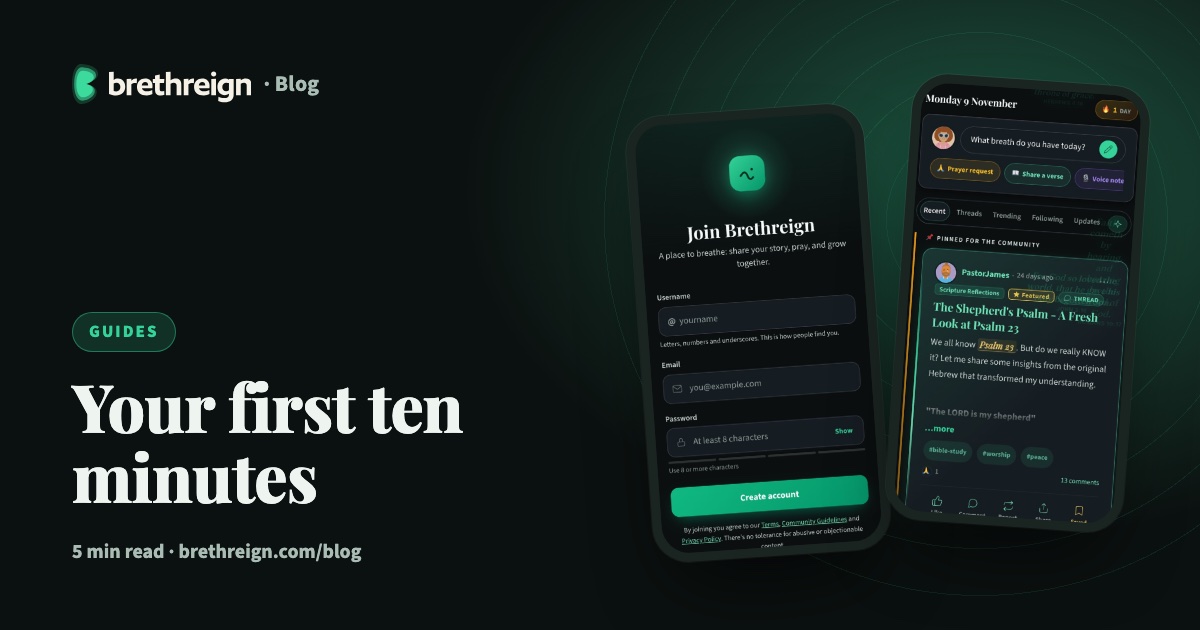 brethreign · Blog
GUIDES
Your first ten
minutes
5 min read · brethreign.com/blog
Join Brethreign
A place to breathe: share your story, pray, and grow
together.
Username
@ yourname
Letters, numbers and underscores. This is how people find you.
Email
you@example.com
Password
At least 8 characters
Show
Use 8 or more characters
Create account
By joining you agree to our Terms, Community Guidelines and
Privacy Policy. There's no tolerance for abusive or objectionable
content.
Monday 9 November
1 DAY
What breath do you have today?
Prayer request
Share a verse
Voice note
Recent Threads Trending Following Updates
PINNED FOR THE COMMUNITY
PastorJames · 26 days ago
Scripture Reflections
Featured
THREAD
The Shepherd's Psalm - A Fresh
Look at Psalm 23
We all know Psalm 23. But do we really KNOW
it? Let me share some insights from the original
Hebrew that transformed my understanding.
"The LORD is my shepherd"
...more
#bible-study #worship #peace
1
13 comments